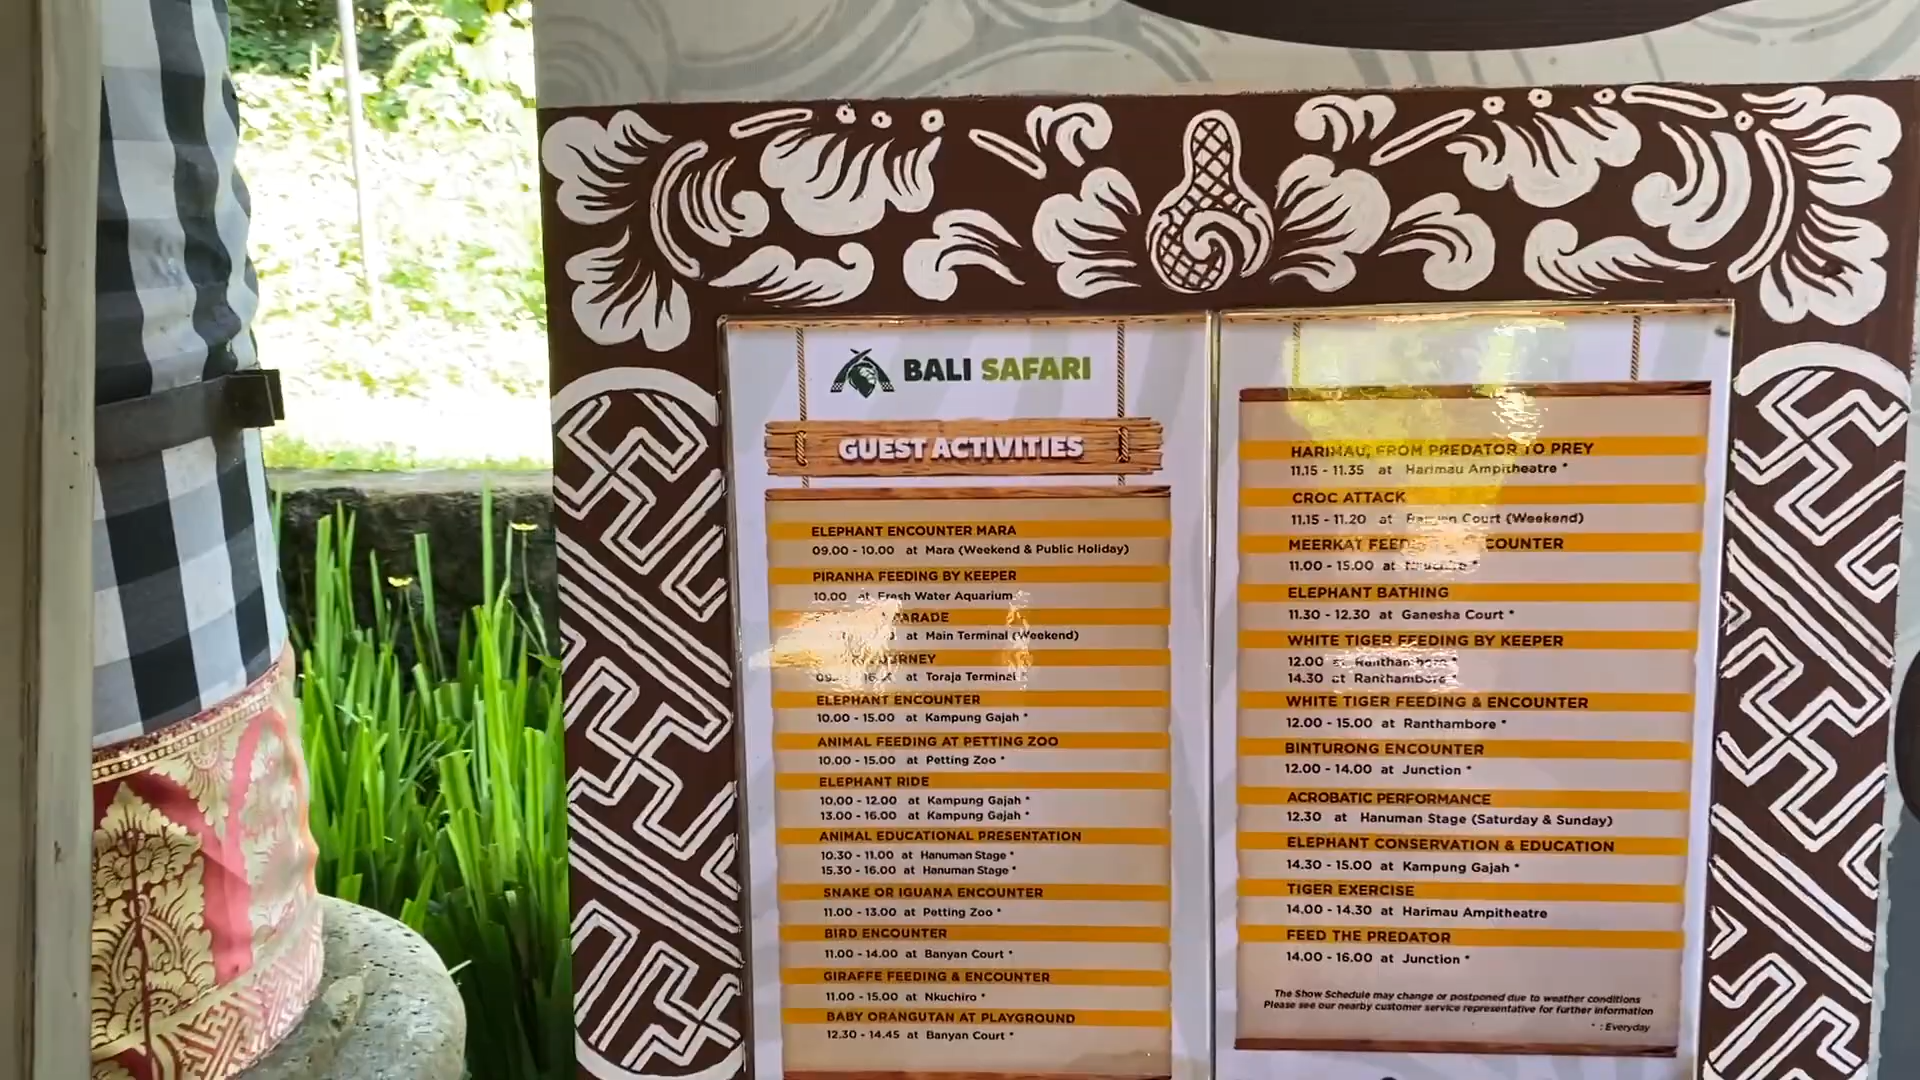 BALI SAFARI
GUEST ACTIVITIES
ELEPHANT ENCOUNTER MARA
09.00 - 10.00 at Mara (Weekend & Public Holiday)
PIRANHA FEEDING BY KEEPER
10.00 at Fresh Water Aquarium
PARADE
at Main Terminal (Weekend)
JOURNEY
at Toraja Terminal
ELEPHANT ENCOUNTER
10.00 - 15.00 at Kampung Gajah *
ANIMAL FEEDING AT PETTING ZOO
10.00 - 15.00 at Petting Zoo *
ELEPHANT RIDE
10.00 - 12.00 at Kampung Gajah *
13.00 - 16.00 at Kampung Gajah *
ANIMAL EDUCATIONAL PRESENTATION
10.30 - 11.00 at Hanuman Stage *
15.30 - 16.00 at Hanuman Stage *
SNAKE OR IGUANA ENCOUNTER
11.00 - 13.00 at Petting Zoo *
BIRD ENCOUNTER
11.00 - 14.00 at Banyan Court *
GIRAFFE FEEDING & ENCOUNTER
11.00 - 15.00 at Nkuchiro *
BABY ORANGUTAN AT PLAYGROUND
12.30 - 14.45 at Banyan Court *
HARIMAU, FROM PREDATOR TO PREY
11.15 - 11.35 at Harimau Ampitheatre *
CROC ATTACK
11.15 - 11.20 at Banyan Court (Weekend)
MEERKAT FEEDING & ENCOUNTER
11.00 - 15.00 at Nkuchiro *
ELEPHANT BATHING
11.30 - 12.30 at Ganesha Court *
WHITE TIGER FEEDING BY KEEPER
12.00 at Ranthambore *
14.30 at Ranthambore *
WHITE TIGER FEEDING & ENCOUNTER
12.00 - 15.00 at Ranthambore *
BINTURONG ENCOUNTER
12.00 - 14.00 at Junction *
ACROBATIC PERFORMANCE
12.30 at Hanuman Stage (Saturday & Sunday)
ELEPHANT CONSERVATION & EDUCATION
14.30 - 15.00 at Kampung Gajah *
TIGER EXERCISE
14.00 - 14.30 at Harimau Ampitheatre
FEED THE PREDATOR
14.00 - 16.00 at Junction *
The Show Schedule may change or postponed due to weather conditions
Please see our nearby customer service representative for further information
* : Everyday